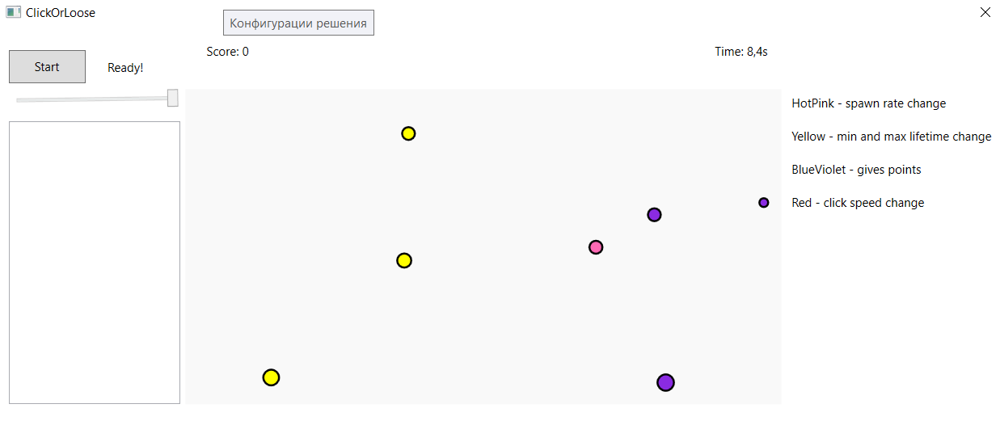 ClickOrLoose
Конфигурации решения
Score: 0
Time: 8,4s
Start
Ready!
HotPink - spawn rate change
Yellow - min and max lifetime change
BlueViolet - gives points
Red - click speed change